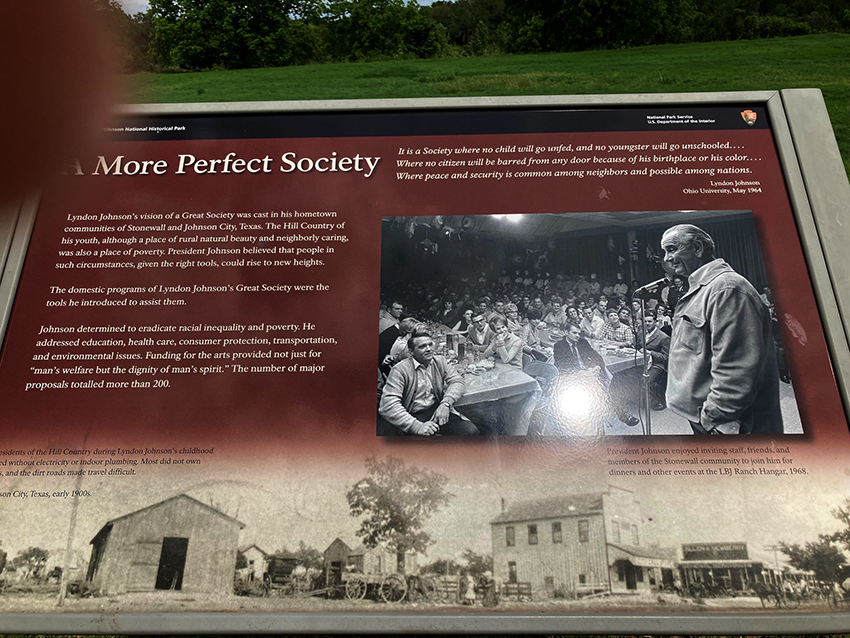 National Historical Park
National Park Service
U.S. Department of the Interior
A More Perfect Society
It is a Society where no child will go unfed, and no youngster will go unschooled. . . .
Where no citizen will be barred from any door because of his birthplace or his color. . . .
Where peace and security is common among neighbors and possible among nations.
Lyndon Johnson
Ohio University, May 1964
Lyndon Johnson's vision of a Great Society was cast in his hometown
communities of Stonewall and Johnson City, Texas. The Hill Country of
his youth, although a place of rural natural beauty and neighborly caring,
was also a place of poverty. President Johnson believed that people in
such circumstances, given the right tools, could rise to new heights.
The domestic programs of Lyndon Johnson's Great Society were the
tools he introduced to assist them.
Johnson determined to eradicate racial inequality and poverty. He
addressed education, health care, consumer protection, transportation,
and environmental issues. Funding for the arts provided not just for
"man's welfare but the dignity of man's spirit." The number of major
proposals totalled more than 200.
President Johnson enjoyed inviting staff, friends, and
members of the Stonewall community to join him for
dinners and other events at the LBJ Ranch Hangar, 1968.
of the Hill Country during Lyndon Johnson's childhood
without electricity or indoor plumbing. Most did not own
and the dirt roads made travel difficult.
City, Texas, early 1900s.